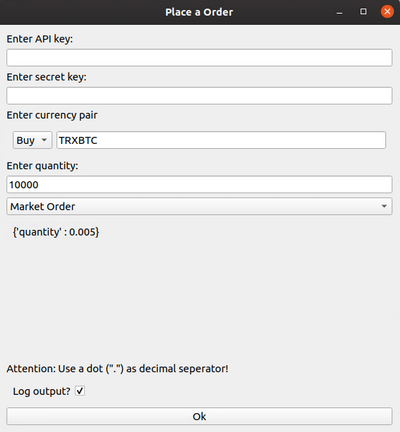 Place a Order
Enter API key:
Enter secret key:
Enter currency pair
Buy TRXBTC
Enter quantity:
10000
Market Order
{'quantity' : 0.005}
Attention: Use a dot (".") as decimal seperator!
Log output?
Ok